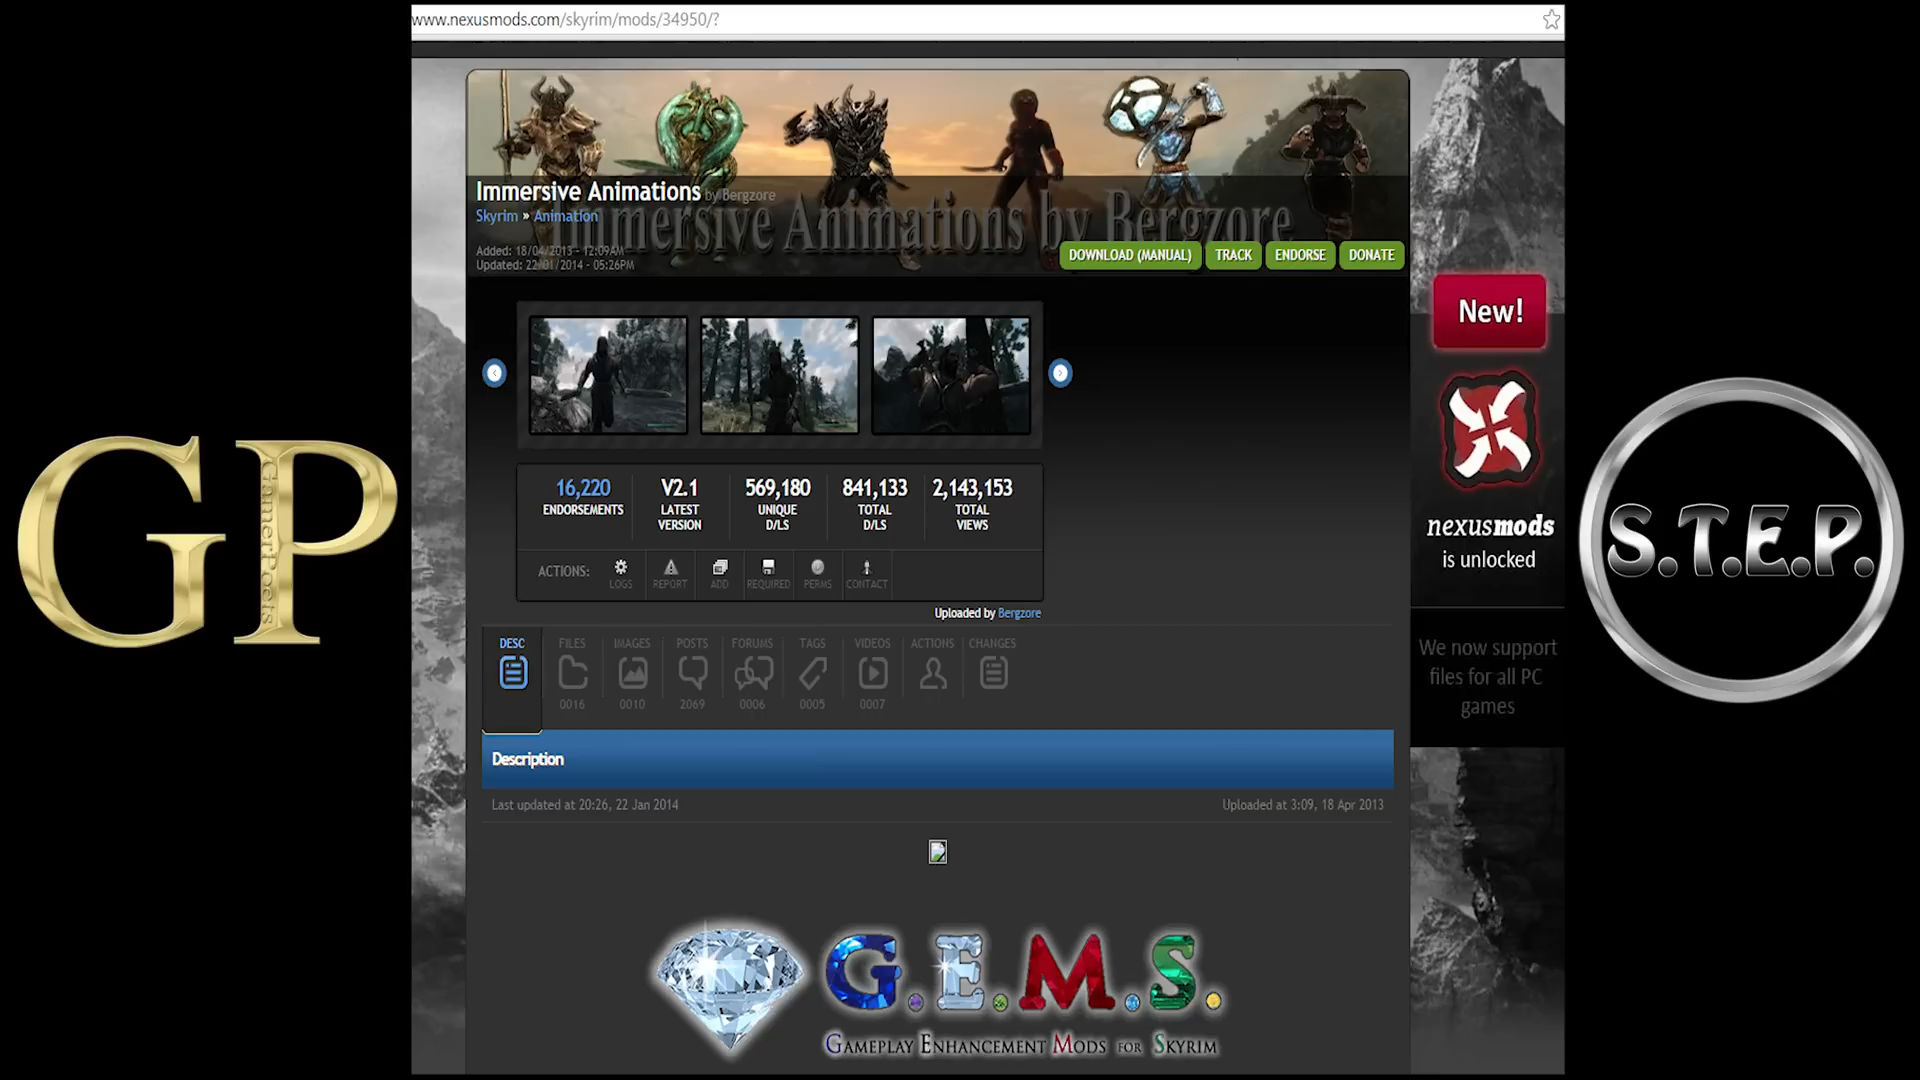 www.nexusmods.com/skyrim/mods/34950/?
Immersive Animations by Bergzore
Skyrim » Animation
Immersive Animations by Bergzore
Added: 18/04/2013 - 12:09AM
Updated: 22/01/2014 - 05:26PM
DOWNLOAD (MANUAL) TRACK ENDORSE DONATE
New!
nexusmods
is unlocked
We now support
files for all PC
games
16,220 V2.1 569,180 841,133 2,143,153
ENDORSEMENTS LATEST UNIQUE TOTAL TOTAL
VERSION D/LS D/LS VIEWS
ACTIONS: LOGS REPORT ADD REQUIRED PERMS CONTACT
Uploaded by Bergzore
DESC FILES IMAGES POSTS FORUMS TAGS VIDEOS ACTIONS CHANGES
0016 0010 2069 0006 0005 0007
Description
Last updated at 20:26, 22 Jan 2014 Uploaded at 3:09, 18 Apr 2013
G.E.M.S.
GAMEPLAY ENHANCEMENT MODS FOR SKYRIM
GP
GamerPoets
S.T.E.P.